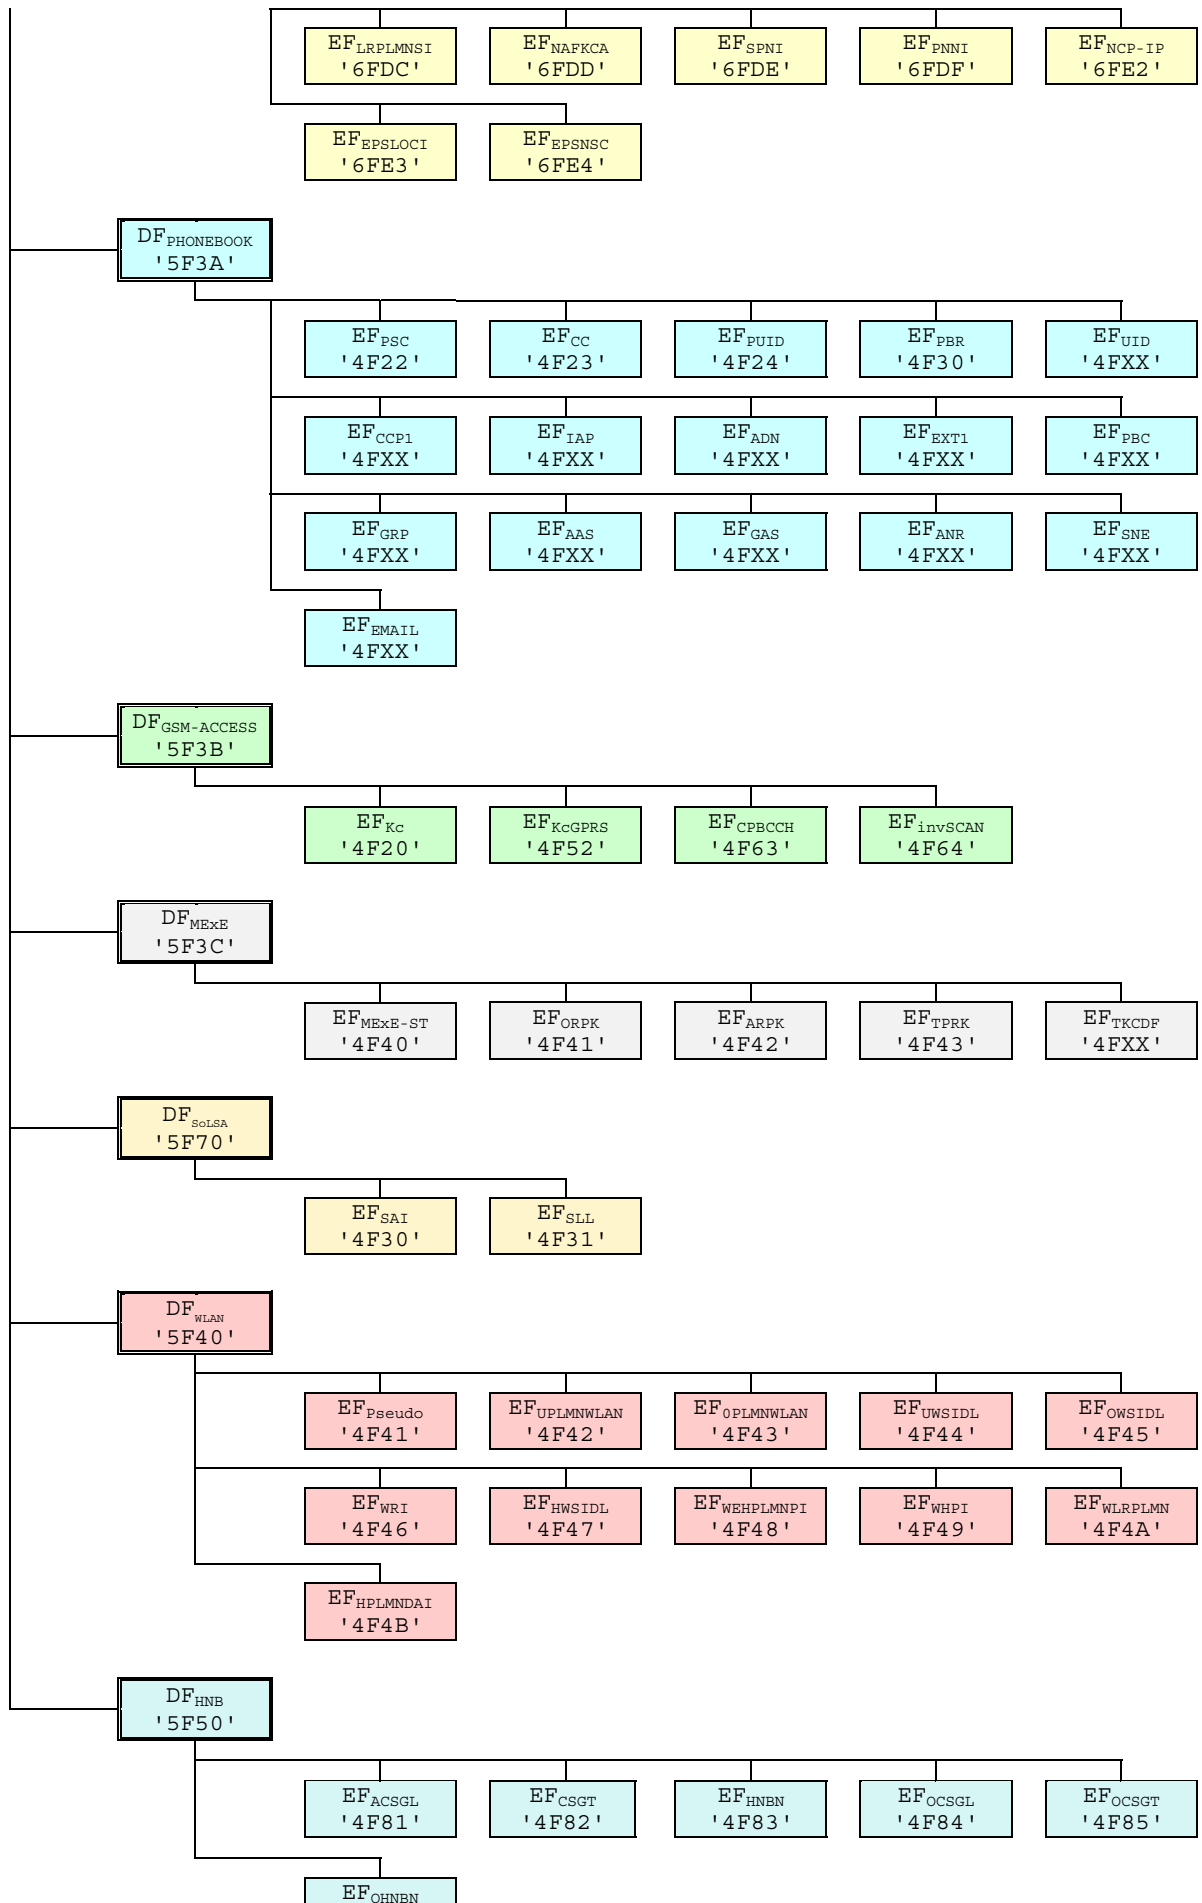 EFLRPLMNSI EFNAFKCA EFSPNI EFPNNI EFNCP-IP
'6FDC' '6FDD' '6FDE' '6FDF' '6FE2'
EFEPSLOCI EFEPSNSC
'6FE3' '6FE4'
DFPHONEBOOK
'5F3A'
EFPSC EFCC EFPUID EFPBR EFUID
'4F22' '4F23' '4F24' '4F30' '4FXX'
EFCCP1 EFIAP EFADN EFEXT1 EFPBC
'4FXX' '4FXX' '4FXX' '4FXX' '4FXX'
EFGRP EFAAS EFGAS EFANR EFSNE
'4FXX' '4FXX' '4FXX' '4FXX' '4FXX'
EFEMAIL
'4FXX'
DFGSM-ACCESS
'5F3B'
EFKc EFKcGPRS EFCPBCCH EFinvSCAN
'4F20' '4F52' '4F63' '4F64'
DFMExE
'5F3C'
EFMExE-ST EFORPK EFARPK EFTPRK EFTKCDF
'4F40' '4F41' '4F42' '4F43' '4FXX'
DFSoLSA
'5F70'
EFSAI EFSLL
'4F30' '4F31'
DFWLAN
'5F40'
EFPseudo EFUPLMNWLAN EF0PLMNWLAN EFUWSIDL EFOWSIDL
'4F41' '4F42' '4F43' '4F44' '4F45'
EFWRI EFHWSIDL EFWEHPLMNPI EFWHPI EFWLRPLMN
'4F46' '4F47' '4F48' '4F49' '4F4A'
EFHPLMNDAI
'4F4B'
DFHNB
'5F50'
EFACSGL EFCSGT EFHNBN EFOCSGL EFOCSGT
'4F81' '4F82' '4F83' '4F84' '4F85'
EFOHNBN